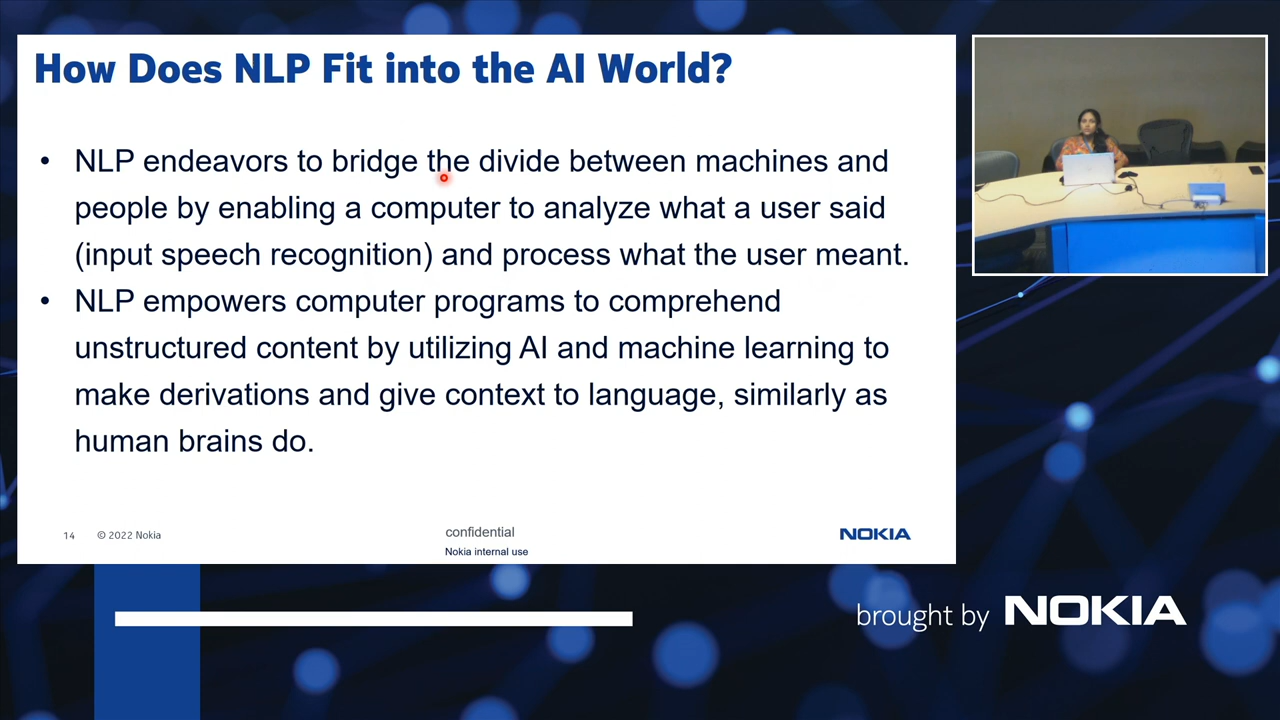 How Does NLP Fit into the AI World?
• NLP endeavors to bridge the divide between machines and
people by enabling a computer to analyze what a user said
(input speech recognition) and process what the user meant.
• NLP empowers computer programs to comprehend
unstructured content by utilizing AI and machine learning to
make derivations and give context to language, similarly as
human brains do.
14 © 2022 Nokia
confidential
Nokia internal use
NOKIA
brought by NOKIA